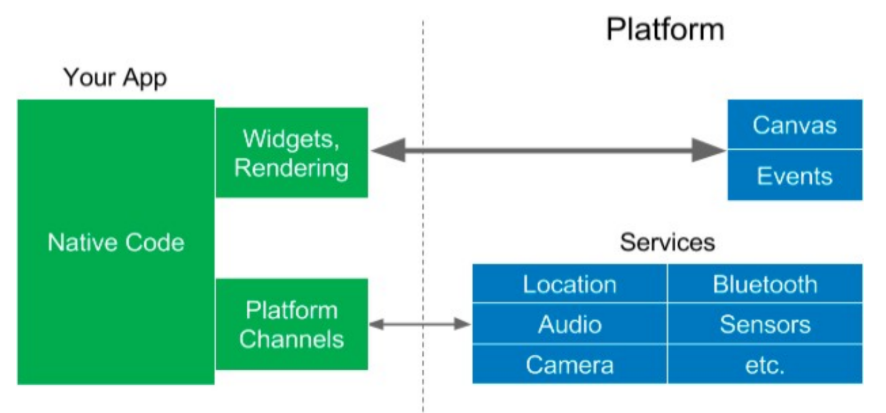 Platform
Your App
Widgets,
Rendering
Canvas
Events
Native Code
Services
Location
Bluetooth
Platform
Channels
Audio
Sensors
Camera
etc.